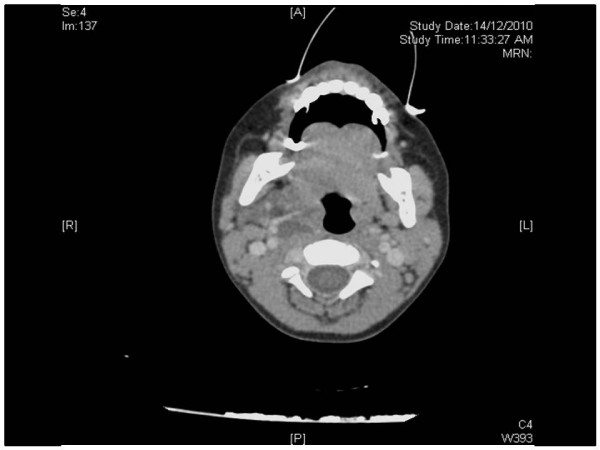 Se:4
Im:137
[A]
Study Date:14/12/2010
Study Time:11:33:27 AM
MRN:
[R]
[L]
[P]
C4
W393